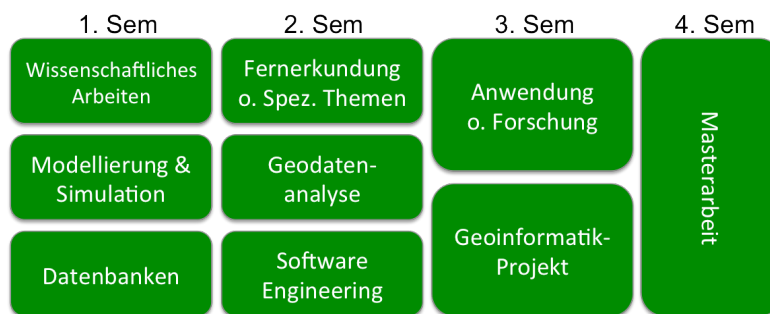 1. Sem
2. Sem
3. Sem
4. Sem
Wissenschaftliches
Arbeiten
Modellierung &
Simulation
Datenbanken
Fernerkundung
o. Spez. Themen
Geodaten-
analyse
Software
Engineering
Anwendung
o. Forschung
Geoinformatik-
Projekt
Masterarbeit